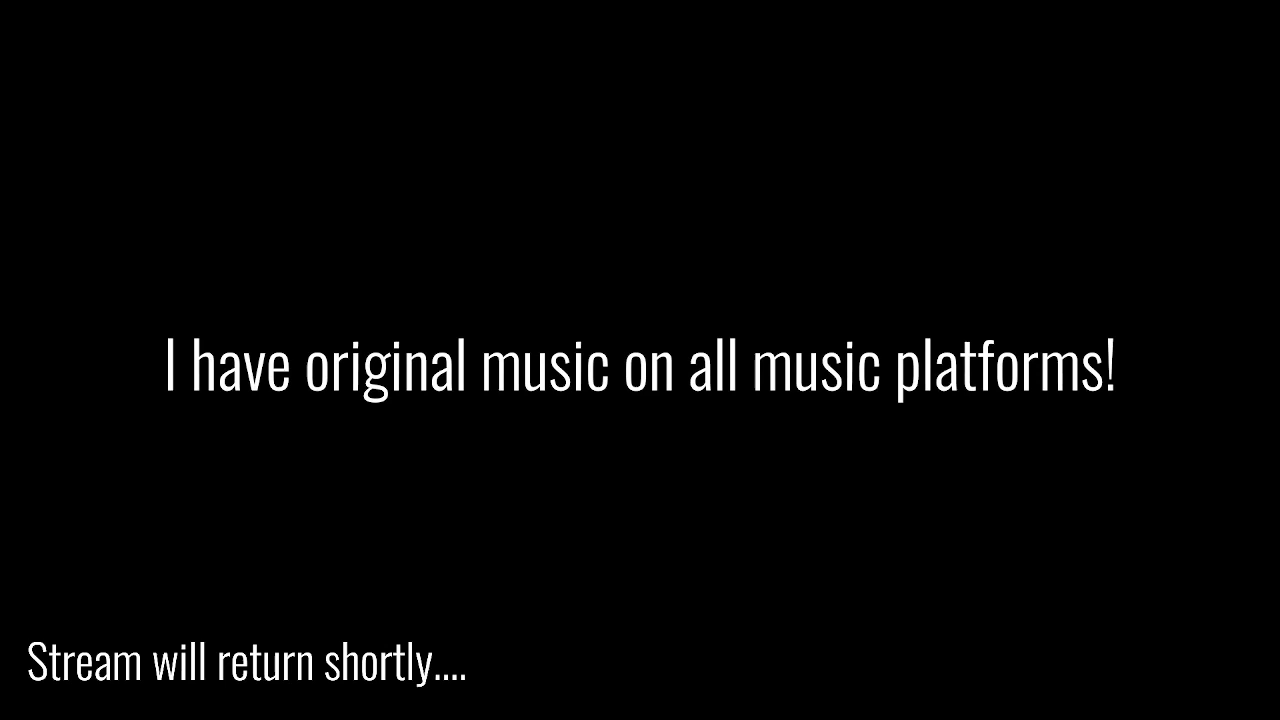 I have original music on all music platforms!
Stream will return shortly....